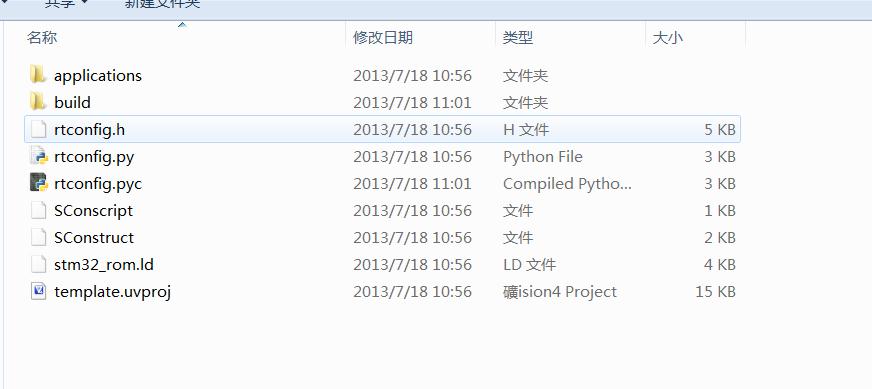 共享 新建文件夹
名称 修改日期 类型 大小
applications 2013/7/18 10:56 文件夹
build 2013/7/18 11:01 文件夹
rtconfig.h 2013/7/18 10:56 H 文件 5 KB
rtconfig.py 2013/7/18 10:56 Python File 3 KB
rtconfig.pyc 2013/7/18 11:01 Compiled Pytho... 3 KB
SConscript 2013/7/18 10:56 文件 1 KB
SConstruct 2013/7/18 10:56 文件 2 KB
stm32_rom.ld 2013/7/18 10:56 LD 文件 4 KB
template.uvproj 2013/7/18 10:56 礦ision4 Project 15 KB